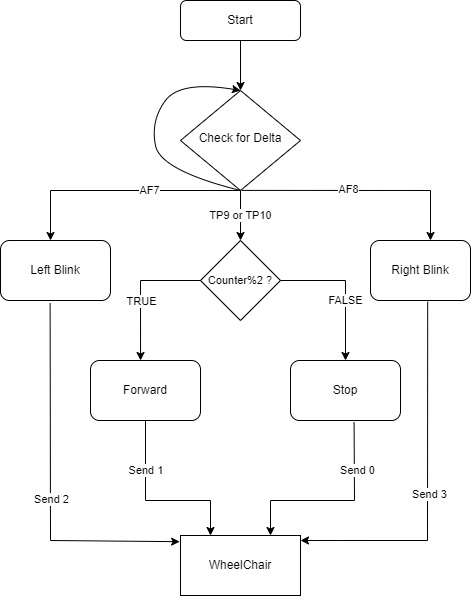 Start
Check for Delta
AF7
AF8
TP9 or TP10
Left Blink
Counter%2 ?
Right Blink
TRUE
FALSE
Forward
Stop
Send 1
Send 0
Send 2
Send 3
WheelChair